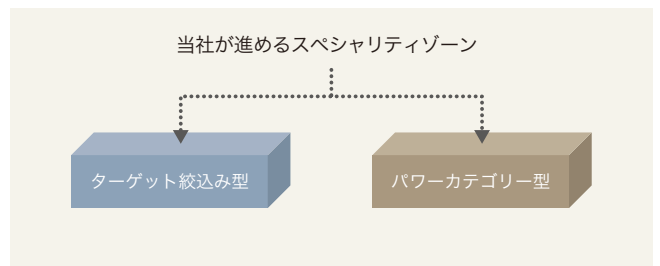 当社が進めるスペシャリティゾーン
ターゲット絞込み型
パワーカテゴリー型